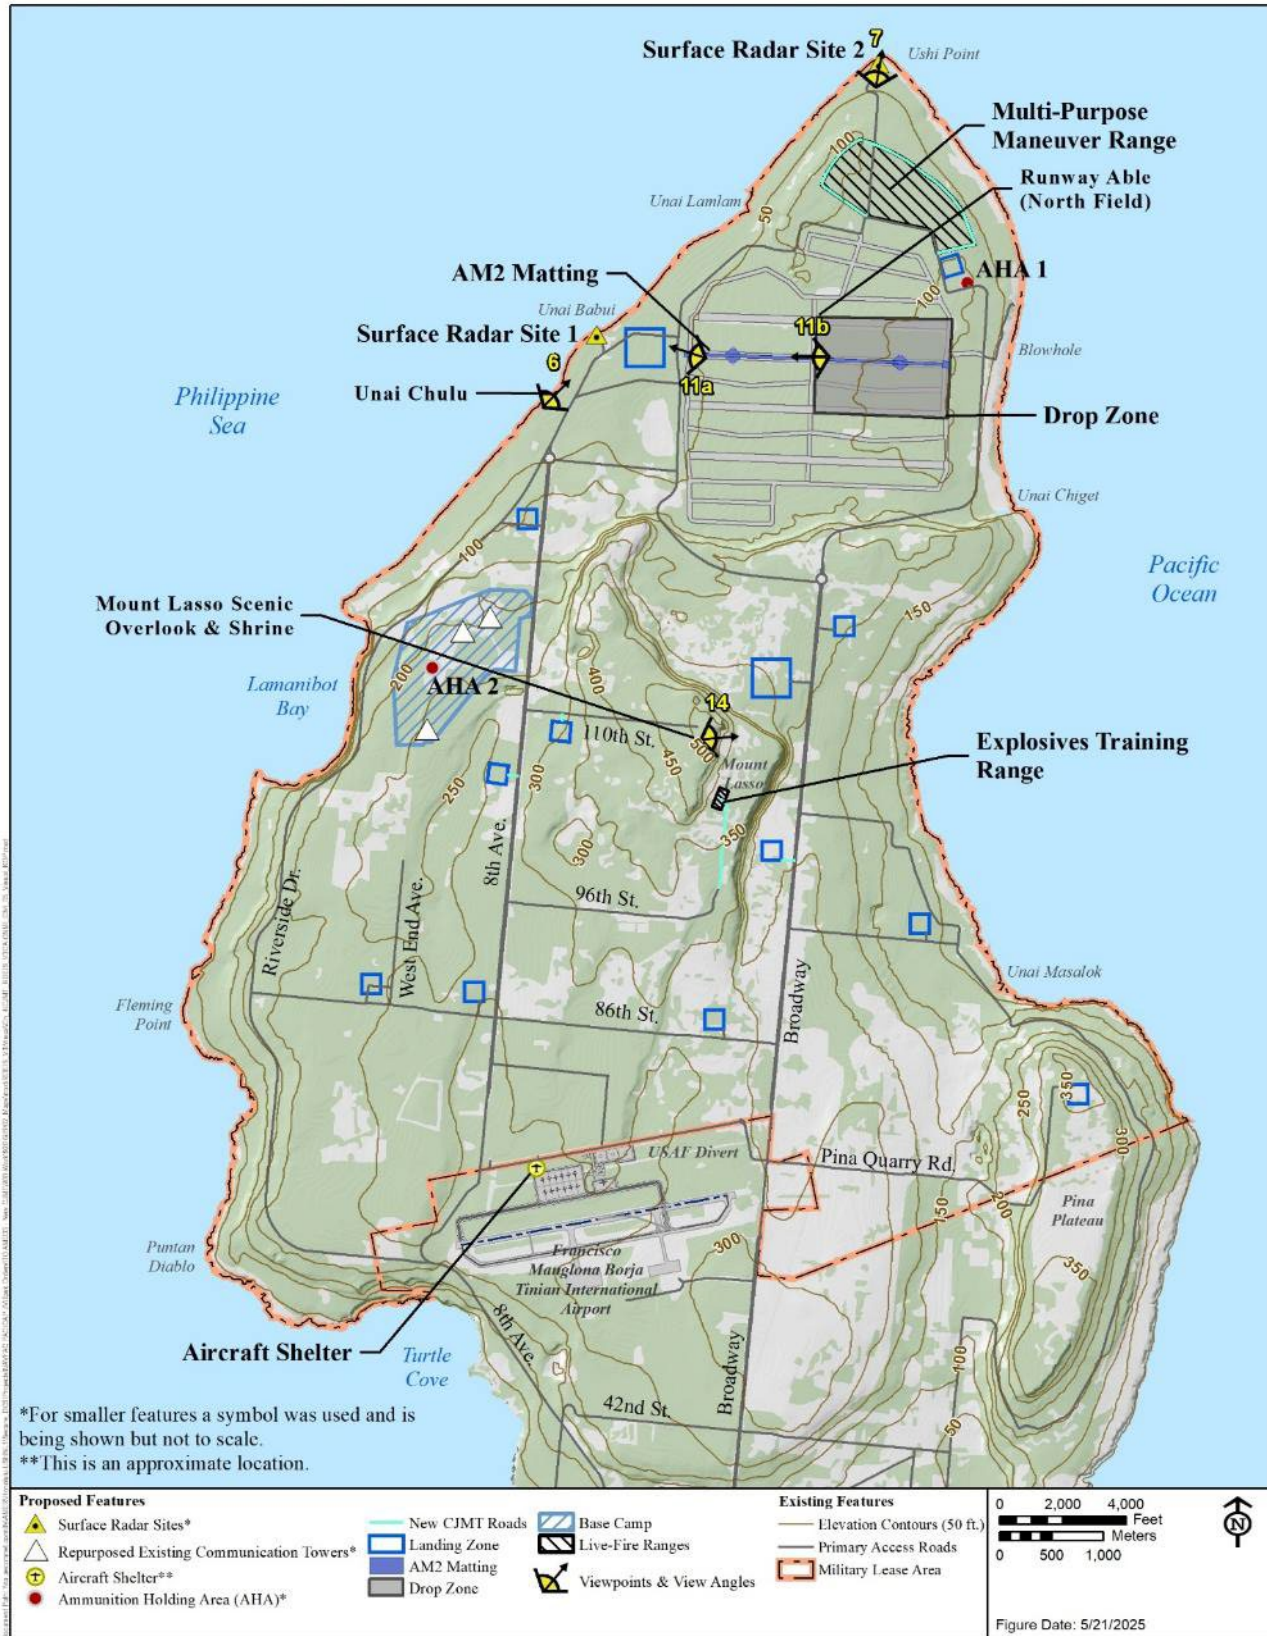 Surface Radar Site 2
7
Ushi Point
Multi-Purpose
Maneuver Range
100
Runway Able
(North Field)
Unai Lamlam
50
AM2 Matting
AHA 1
100
Unai Babui
Surface Radar Site 1
11b
Blowhole
6
11a
Unai Chulu
Philippine
Sea
Drop Zone
Unai Chiget
100
Pacific
Ocean
Mount Lasso Scenic
Overlook & Shrine
150
200
AHA 2
400
Lamanibot
Bay
14
110th St.
500
Explosives Training
Range
450
Mount
Lasso
300
250
350
8th Ave.
300
96th St.
Riverside Dr.
West End Ave.
Unai Masalok
Broadway
Fleming
Point
86th St.
350
250
300
USAF Divert
Pina Quarry Rd.
200
150
Pina
Plateau
Puntan
Diablo
300
350
Francisco
Manglona Borja
Tinian International
Airport
8th Ave.
Aircraft Shelter
Turtle
Cove
Broadway
100
42nd St.
50
*For smaller features a symbol was used and is
being shown but not to scale.
**This is an approximate location.
Proposed Features
Surface Radar Sites*
Repurposed Existing Communication Towers*
Aircraft Shelter**
Ammunition Holding Area (AHA)*
New CJMT Roads
Landing Zone
AM2 Matting
Drop Zone
Base Camp
Live-Fire Ranges
Viewpoints & View Angles
Existing Features
Elevation Contours (50 ft.)
Primary Access Roads
Military Lease Area
0 2,000 4,000
Feet
Meters
0 500 1,000
N
Figure Date: 5/21/2025